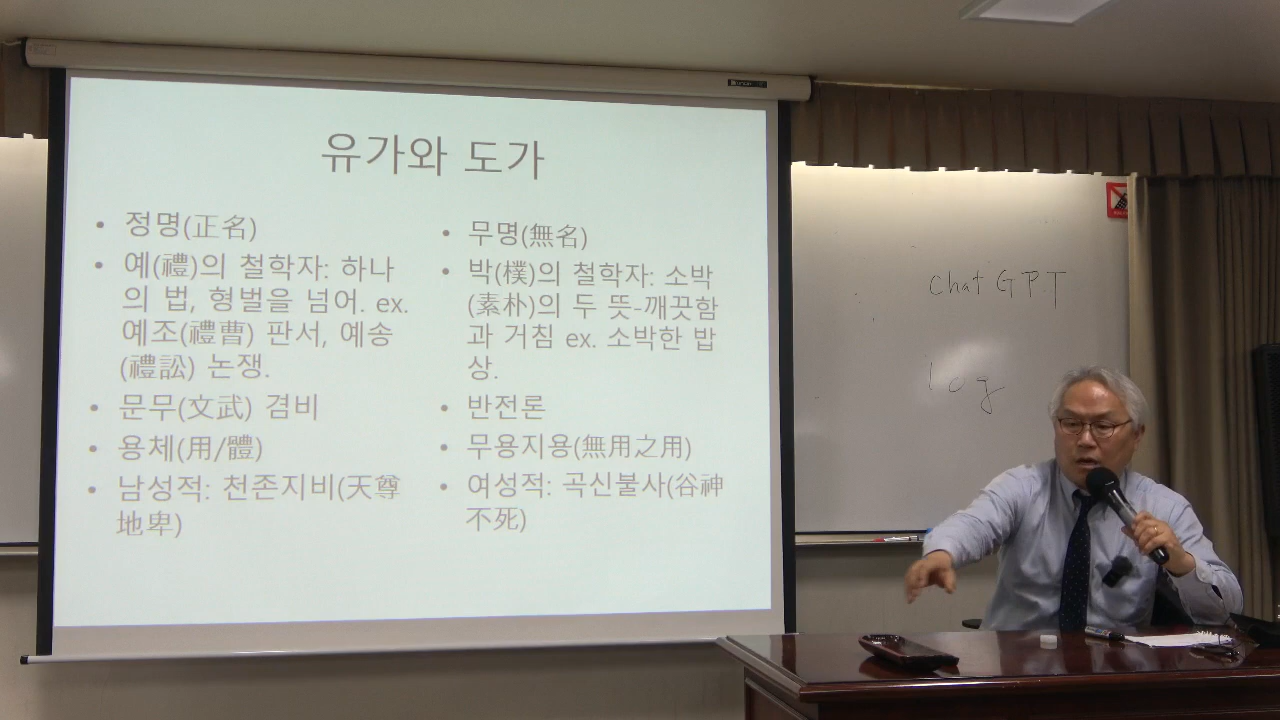 유가와 도가
• 정명(正名)
• 예(禮)의 철학자: 하나
의 법, 형벌을 넘어. ex.
예조(禮曹) 판서, 예송
(禮訟) 논쟁.
• 문무(文武) 겸비
• 용체(用/體)
• 남성적: 천존지비(天尊
地卑)
• 무명(無名)
• 박(樸)의 철학자: 소박
(素朴)의 두 뜻-깨끗함
과 거침 ex. 소박한 밥
상.
• 반전론
• 무용지용(無用之用)
• 여성적: 곡신불사(谷神
不死)
Chat GPT
log